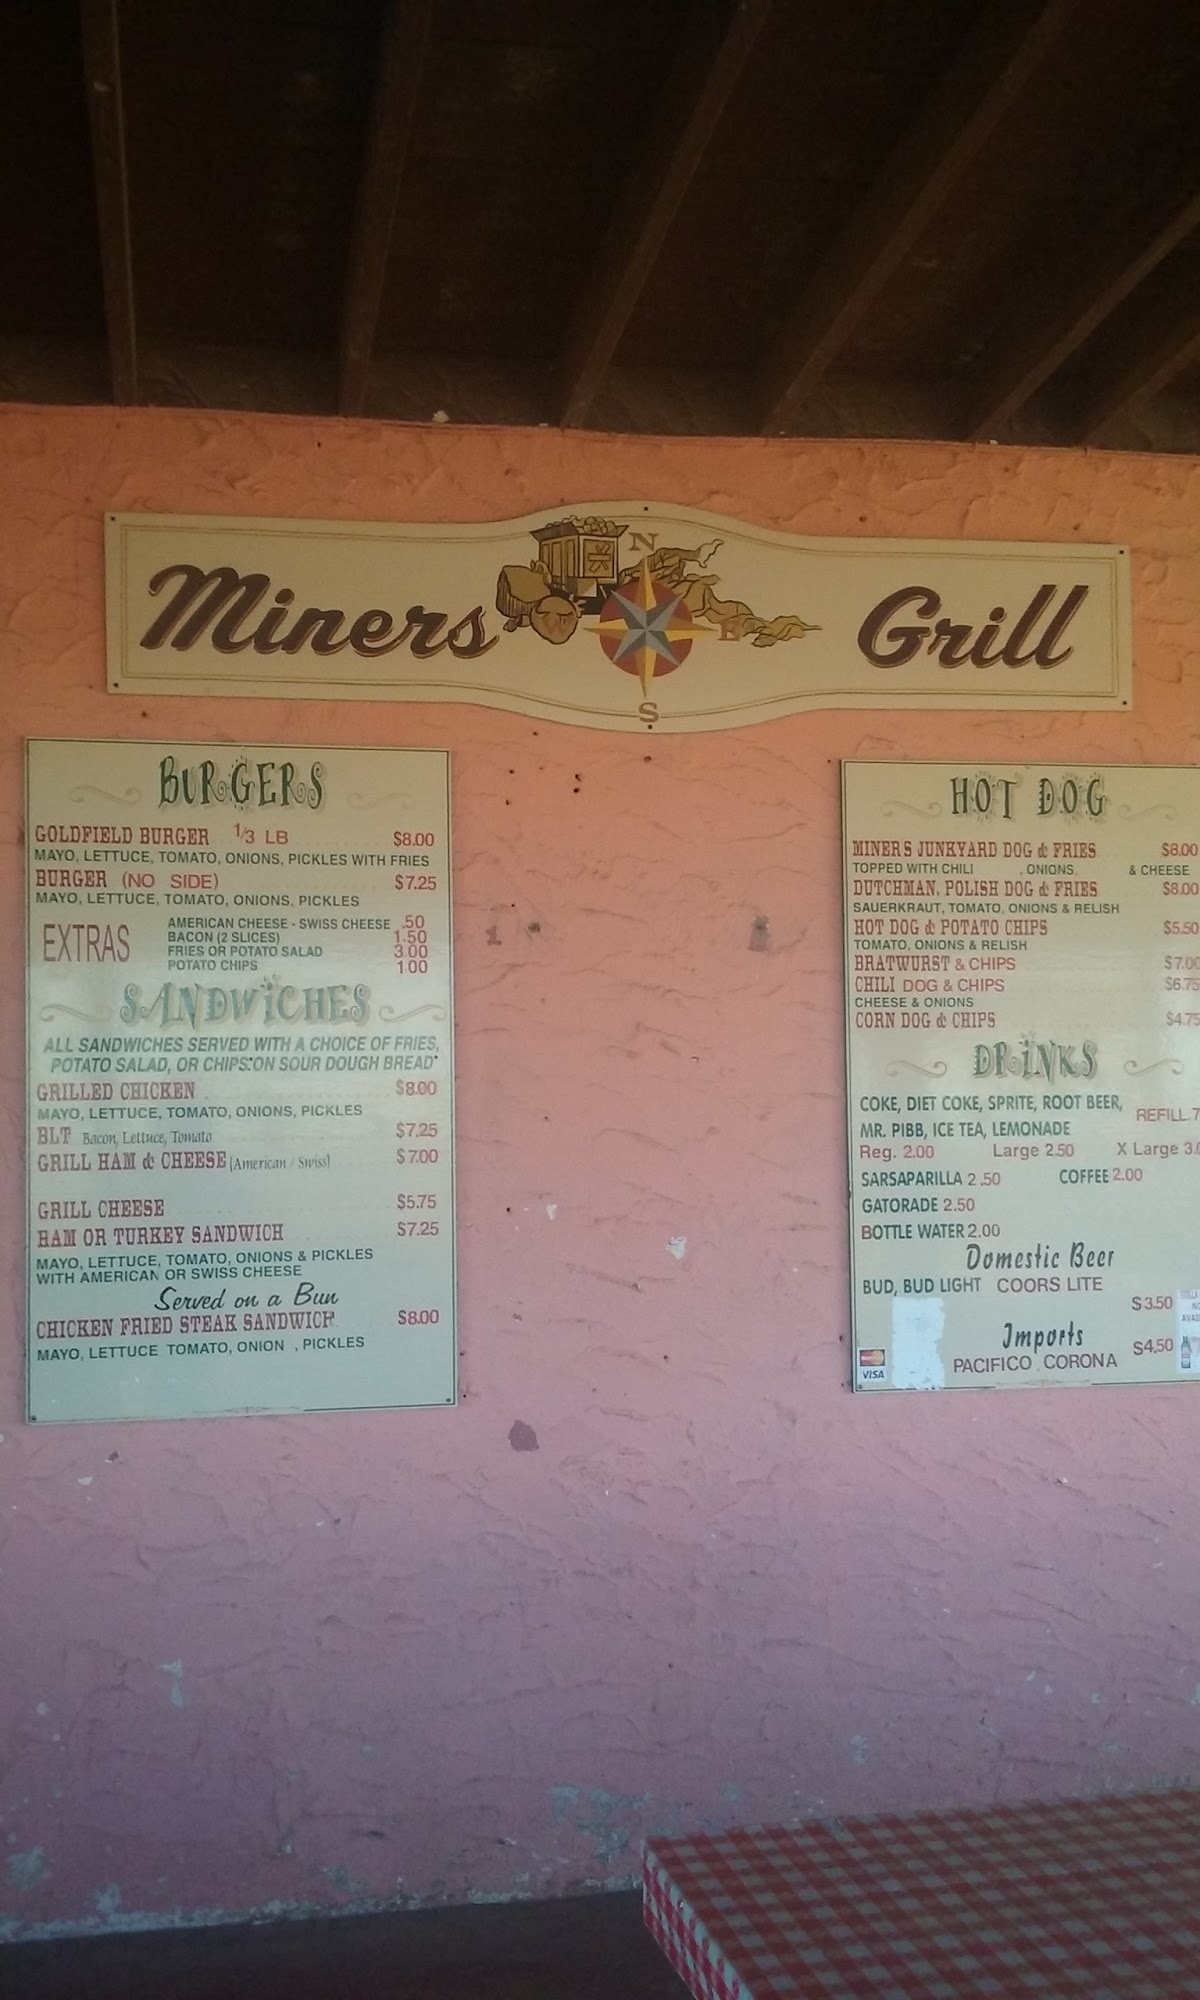 Miners Grill
N
E
S
BURGERS
GOLDFIELD BURGER 1/3 LB $8.00
MAYO, LETTUCE, TOMATO, ONIONS, PICKLES WITH FRIES
BURGER (NO SIDE) $7.25
MAYO, LETTUCE, TOMATO, ONIONS, PICKLES
EXTRAS
AMERICAN CHEESE - SWISS CHEESE .50
BACON (2 SLICES) 1.50
FRIES OR POTATO SALAD 3.00
POTATO CHIPS 1 00
SANDWICHES
ALL SANDWICHES SERVED WITH A CHOICE OF FRIES,
POTATO SALAD, OR CHIPS ON SOUR DOUGH BREAD
GRILLED CHICKEN $8.00
MAYO, LETTUCE, TOMATO, ONIONS, PICKLES
BLT Bacon, Lettuce, Tomato $7.25
GRILL HAM & CHEESE (American / Swiss) $7.00
GRILL CHEESE $5.75
HAM OR TURKEY SANDWICH $7.25
MAYO, LETTUCE, TOMATO, ONIONS & PICKLES
WITH AMERICAN OR SWISS CHEESE
Served on a Bun
CHICKEN FRIED STEAK SANDWICH $8.00
MAYO, LETTUCE TOMATO, ONION , PICKLES
HOT DOG
MINERS JUNKYARD DOG & FRIES $8.00
TOPPED WITH CHILI , ONIONS, & CHEESE
DUTCHMAN, POLISH DOG & FRIES $8.00
SAUERKRAUT, TOMATO, ONIONS & RELISH
HOT DOG & POTATO CHIPS $5.50
TOMATO, ONIONS & RELISH
BRATWURST & CHIPS $7.00
CHILI DOG & CHIPS $6.75
CHEESE & ONIONS
CORN DOG & CHIPS $4.75
DRINKS
COKE, DIET COKE, SPRITE, ROOT BEER,
MR. PIBB, ICE TEA, LEMONADE REFILL
Reg. 2.00 Large 2.50 X Large
SARSAPARILLA 2.50 COFFEE 2.00
GATORADE 2.50
BOTTLE WATER 2.00
Domestic Beer
BUD, BUD LIGHT COORS LITE
$3.50
Imports
PACIFICO , CORONA $4.50
VISA